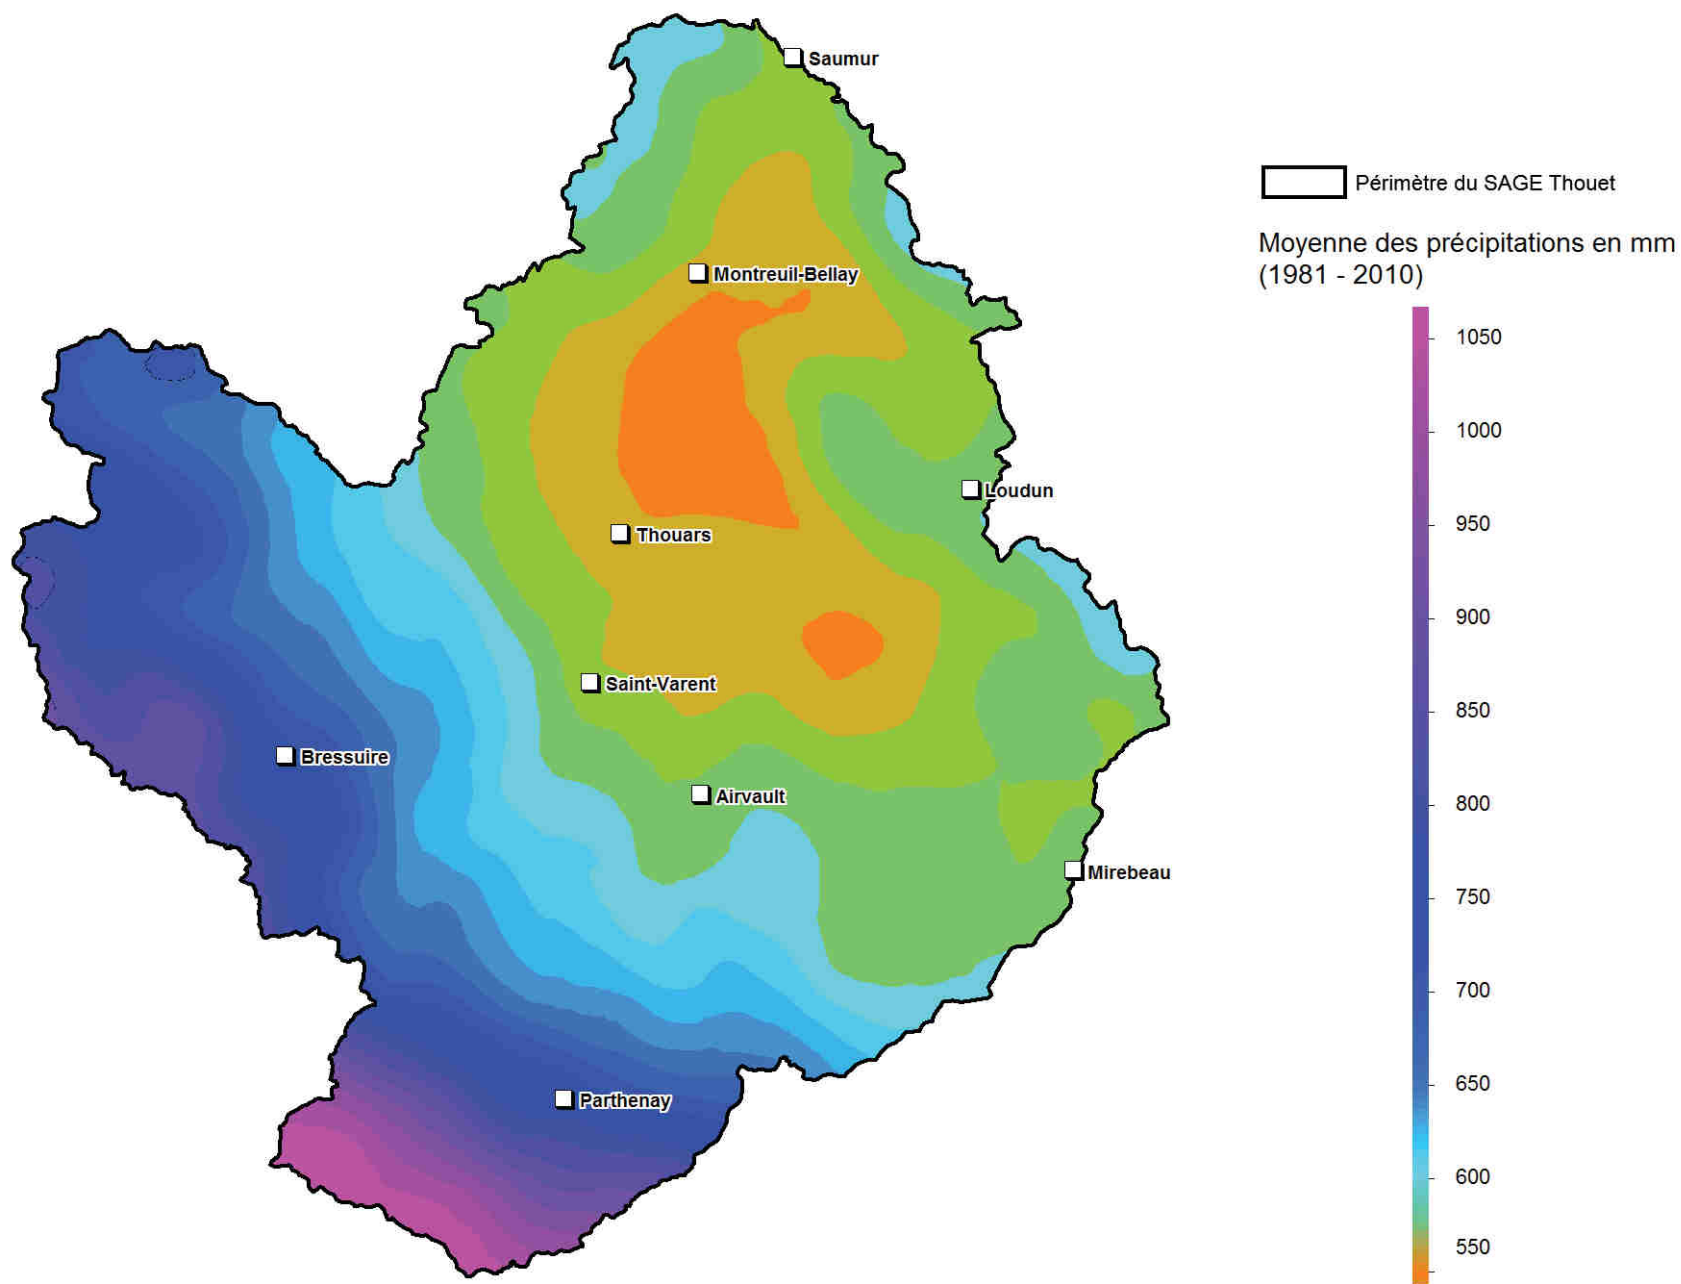 Saumur
Périmètre du SAGE Thouet
Moyenne des précipitations en mm
(1981 - 2010)
Montreuil-Bellay
1050
1000
Loudun
950
Thouars
900
Saint-Varent
850
Bressuire
Airvault
800
Mirebeau
750
700
650
Parthenay
600
550